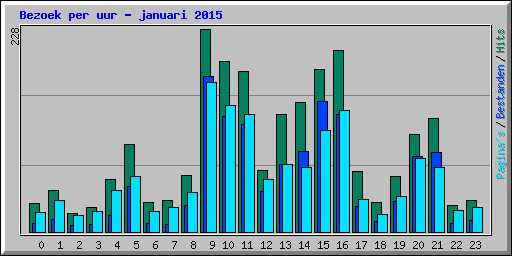 Bezoek per uur - januari 2015
228
Pagina's / Bestanden / Hits
0 1 2 3 4 5 6 7 8 9 10 11 12 13 14 15 16 17 18 19 20 21 22 23